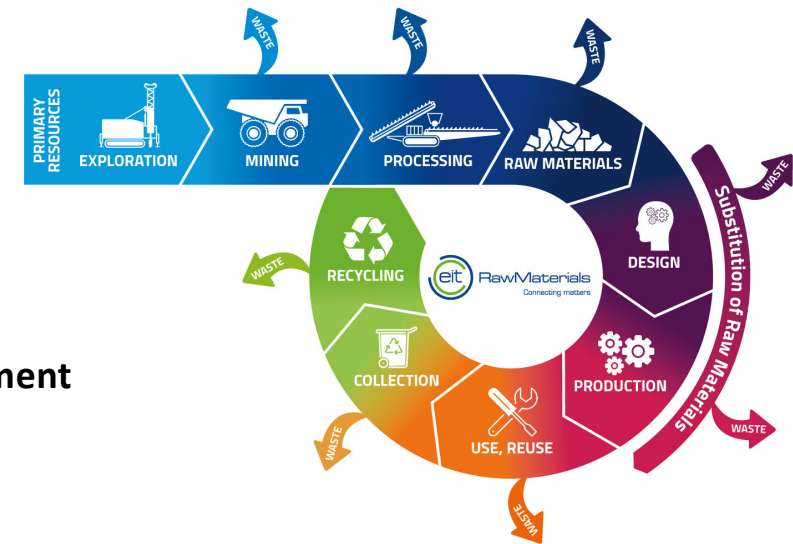 WASTE
WASTE
WASTE
PRIMARY
RESOURCES
EXPLORATION
MINING
PROCESSING
RAW MATERIALS
WASTE
Substitution of Raw Materials
DESIGN
RECYCLING
WASTE
eit RawMaterials
Connecting matters
COLLECTION
PRODUCTION
ment
WASTE
WASTE
USE, REUSE
WASTE